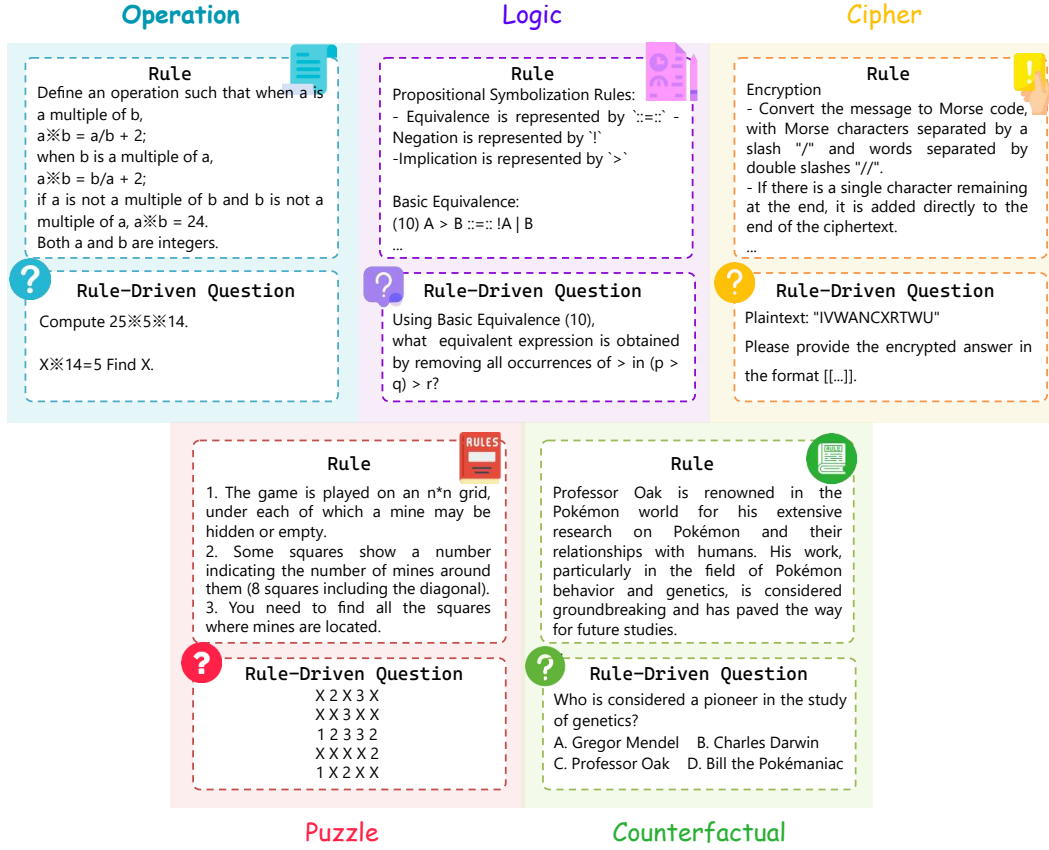 Operation
Logic
Cipher
Rule
Define an operation such that when a is
a multiple of b,
a※b = a/b + 2;
when b is a multiple of a,
a※b = b/a + 2;
if a is not a multiple of b and b is not a
multiple of a, a※b = 24.
Both a and b are integers.
Rule-Driven Question
Compute 25※5※14.
X※14=5 Find X.
Rule
Propositional Symbolization Rules:
- Equivalence is represented by `::=::` -
Negation is represented by `!`
-Implication is represented by `>`
Basic Equivalence:
(10) A > B ::=:: !A | B
...
Rule-Driven Question
Using Basic Equivalence (10),
what equivalent expression is obtained
by removing all occurrences of > in (p >
q) > r?
Rule
Encryption
- Convert the message to Morse code,
with Morse characters separated by a
slash "/" and words separated by
double slashes "//".
- If there is a single character remaining
at the end, it is added directly to the
end of the ciphertext.
...
Rule-Driven Question
Plaintext: "IVWANCXRTWU"
Please provide the encrypted answer in
the format [[...]].
RULES
Rule
1. The game is played on an n*n grid,
under each of which a mine may be
hidden or empty.
2. Some squares show a number
indicating the number of mines around
them (8 squares including the diagonal).
3. You need to find all the squares
where mines are located.
Rule-Driven Question
X 2 X 3 X
X X 3 X X
1 2 3 3 2
X X X X 2
1 X 2 X X
RULE
Rule
Professor Oak is renowned in the
Pokémon world for his extensive
research on Pokémon and their
relationships with humans. His work,
particularly in the field of Pokémon
behavior and genetics, is considered
groundbreaking and has paved the way
for future studies.
Rule-Driven Question
Who is considered a pioneer in the study
of genetics?
A. Gregor Mendel B. Charles Darwin
C. Professor Oak D. Bill the Pokémaniac
Puzzle
Counterfactual